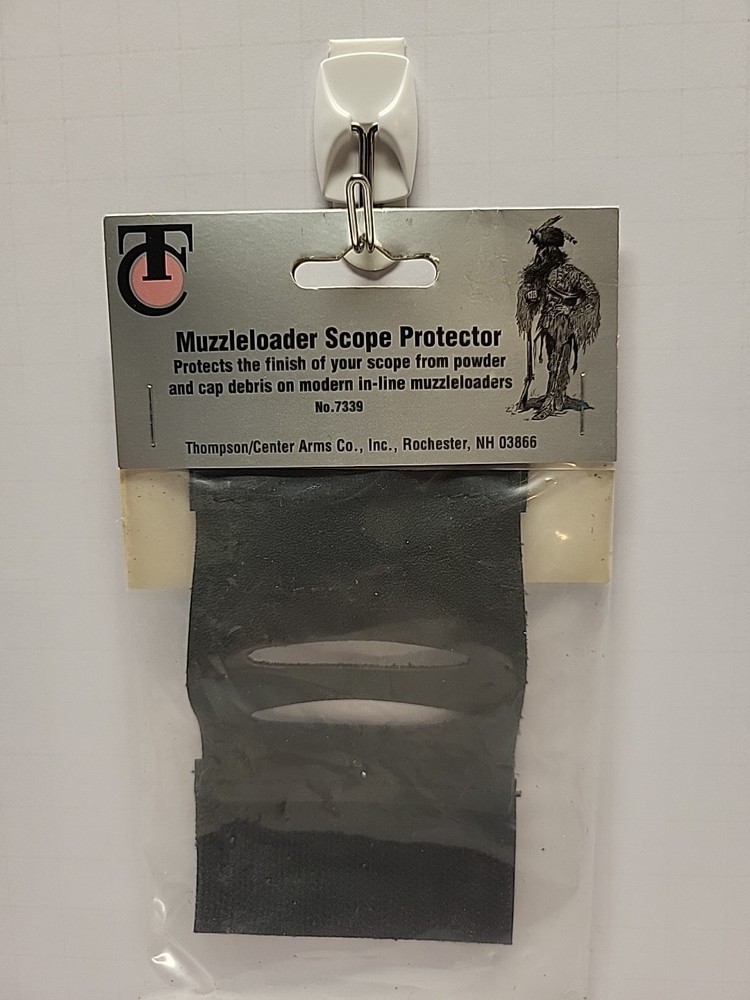 TC
Muzzleloader Scope Protector
Protects the finish of your scope from powder
and cap debris on modern in-line muzzleloaders
No.7339
Thompson/Center Arms Co., Inc., Rochester, NH 03866